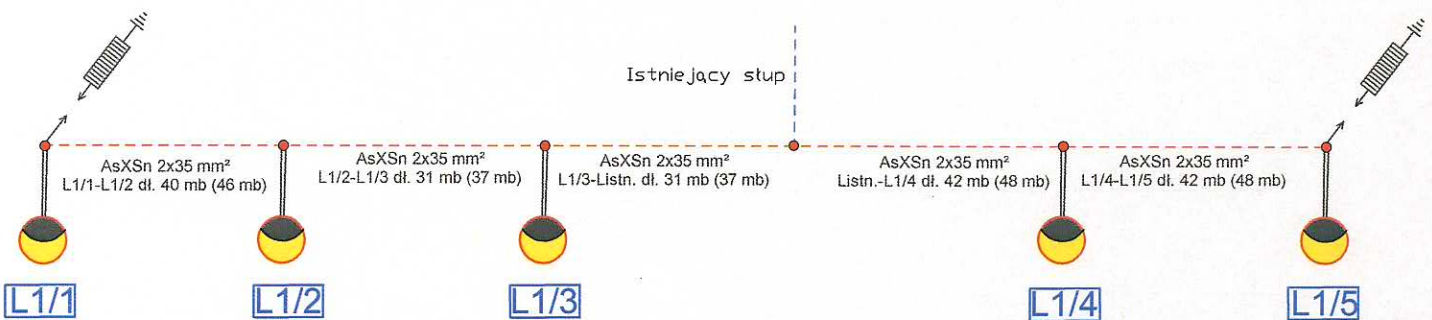 Istniejący słup
AsXSn 2x35 mm²
L1/1-L1/2 dł. 40 mb (46 mb)
AsXSn 2x35 mm²
L1/2-L1/3 dł. 31 mb (37 mb)
AsXSn 2x35 mm²
L1/3-Listn. dł. 31 mb (37 mb)
AsXSn 2x35 mm²
Listn.-L1/4 dł. 42 mb (48 mb)
AsXSn 2x35 mm²
L1/4-L1/5 dł. 42 mb (48 mb)
L1/1
L1/2
L1/3
L1/4
L1/5